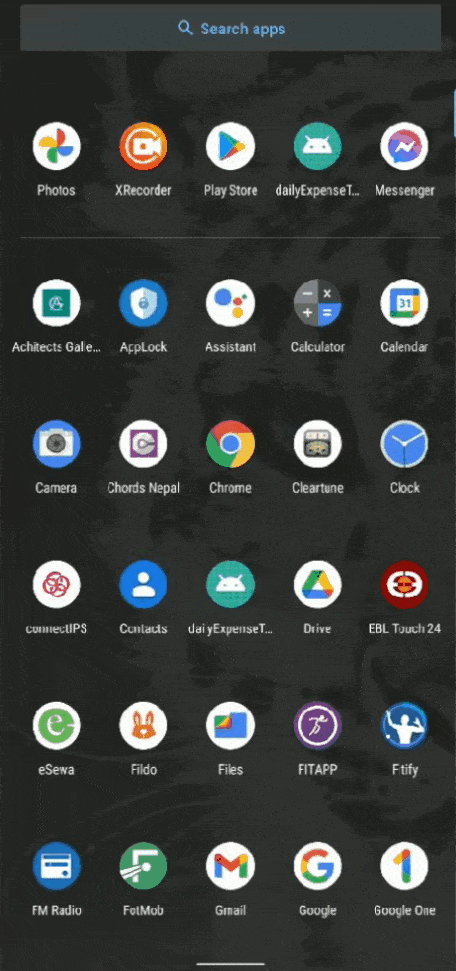 Search apps
Photos
XRecorder
Play Store
dailyExpenseT...
Messenger
Achitects Galle...
AppLock
Assistant
Calculator
31
Calendar
Camera
Chords Nepal
Chrome
Cleartune
Clock
connectIPS
Contacts
dailyExpenseT...
Drive
EBL Touch 24
eSewa
Fildo
Files
FITAPP
Fitify
FM Radio
FotMob
Gmail
Google
Google One